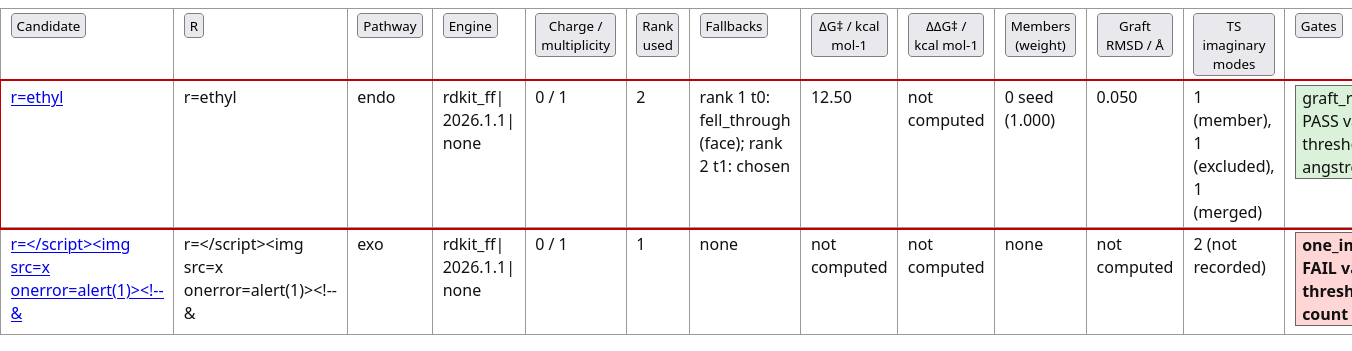 Candidate
R
Pathway
Engine
Charge /
multiplicity
Rank
used
Fallbacks
ΔG‡ / kcal
mol-1
ΔΔG‡ /
kcal mol-1
Members
(weight)
Graft
RMSD / Å
TS
imaginary
modes
Gates
r=ethyl
r=ethyl
endo
rdkit_ff|
2026.1.1|
none
0 / 1
2
rank 1 t0:
fell_through
(face); rank
2 t1: chosen
12.50
not
computed
0 seed
(1.000)
0.050
1
(member),
1
(excluded),
1
(merged)
graft_r
PASS v
thresh
angstr
r=</script><img
src=x
onerror=alert(1)><!--
&
r=</script><img
src=x
onerror=alert(1)><!--
&
exo
rdkit_ff|
2026.1.1|
none
0 / 1
1
none
not
computed
not
computed
none
not
computed
2 (not
recorded)
one_in
FAIL va
thresh
count